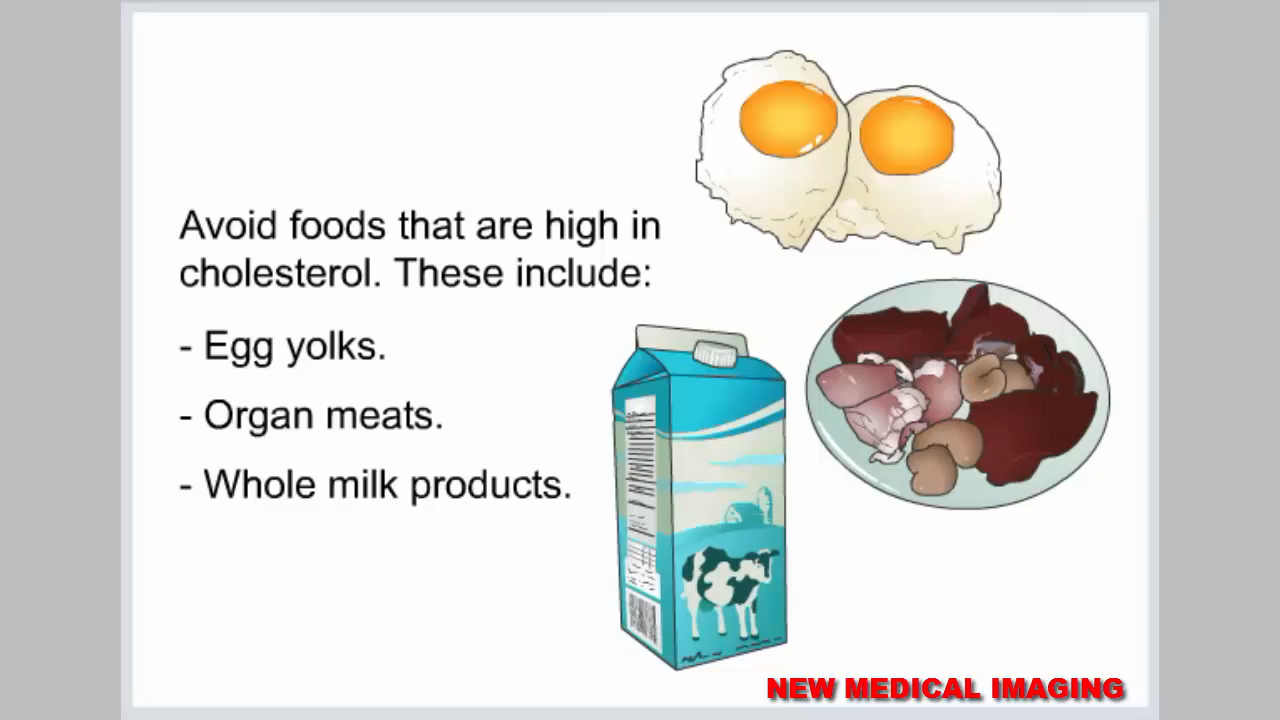 Avoid foods that are high in
cholesterol. These include:
- Egg yolks.
- Organ meats.
- Whole milk products.
NEW MEDICAL IMAGING